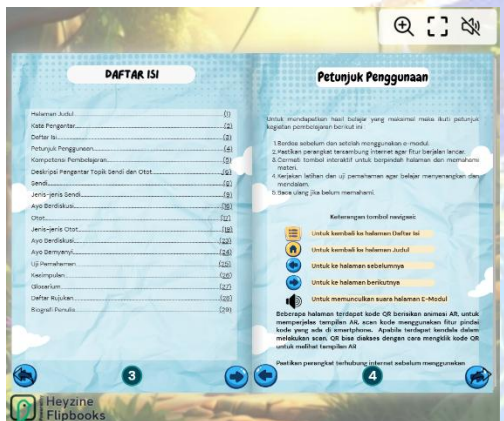 DAFTAR ISI
Halaman Judul (1)
Kata Pengantar (2)
Daftar Isi (3)
Petunjuk Penggunaan (4)
Kompetensi Pembelajaran (5)
Deskripsi Pengantar Topik Sendi dan Otot (6)
Sendi (8)
Jenis-jenis Sendi (9)
Ayo Berdiskusi (16)
Otot (17)
Jenis-jenis Otot (18)
Ayo Berdiskusi (23)
Ayo Bernyanyi (24)
Uji Pemahaman (25)
Kesimpulan (26)
Glosarium (27)
Daftar Rujukan (28)
Biografi Penulis (29)
3
Petunjuk Penggunaan
Untuk mendapatkan hasil belajar yang maksimal maka ikuti petunjuk
kegiatan pembelajaran berikut ini :
1. Berdoa sebelum dan setelah menggunakan e-modul.
2. Pastikan perangkat tersambung internet agar fitur berjalan lancar.
3. Cermati tombol interaktif untuk berpindah halaman dan memahami
materi.
4. Kerjakan latihan dan uji pemahaman agar belajar menyenangkan dan
mendalam.
5. Baca ulang jika belum memahami.
Keterangan tombol navigasi:
Untuk kembali ke halaman Daftar Isi
Untuk kembali ke halaman Judul
Untuk ke halaman sebelumnya
Untuk ke halaman berikutnya
Untuk memunculkan suara halaman E-Modul
Beberapa halaman terdapat kode QR berisikan animasi AR, untuk
memperjelas tampilan AR, scan kode menggunakan fitur pindai
kode yang ada di smartphone. Apabila terdapat kendala dalam
melakukan scan, QR bisa diakses dengan cara mengklik kode QR
untuk melihat tampilan AR
Pastikan perangkat terhubung internet sebelum menggunakan
4
Heyzine
Flipbooks